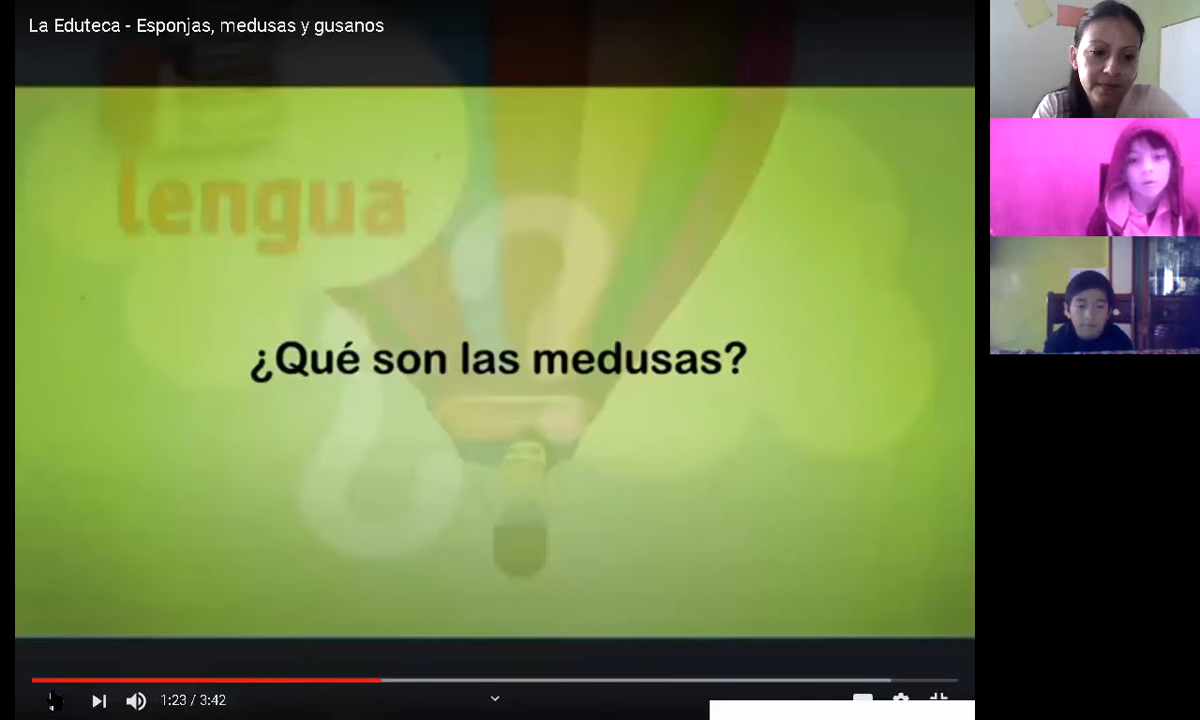 La Eduteca - Esponjas, medusas y gusanos
lengua
¿Qué son las medusas?
1:23 / 3:42